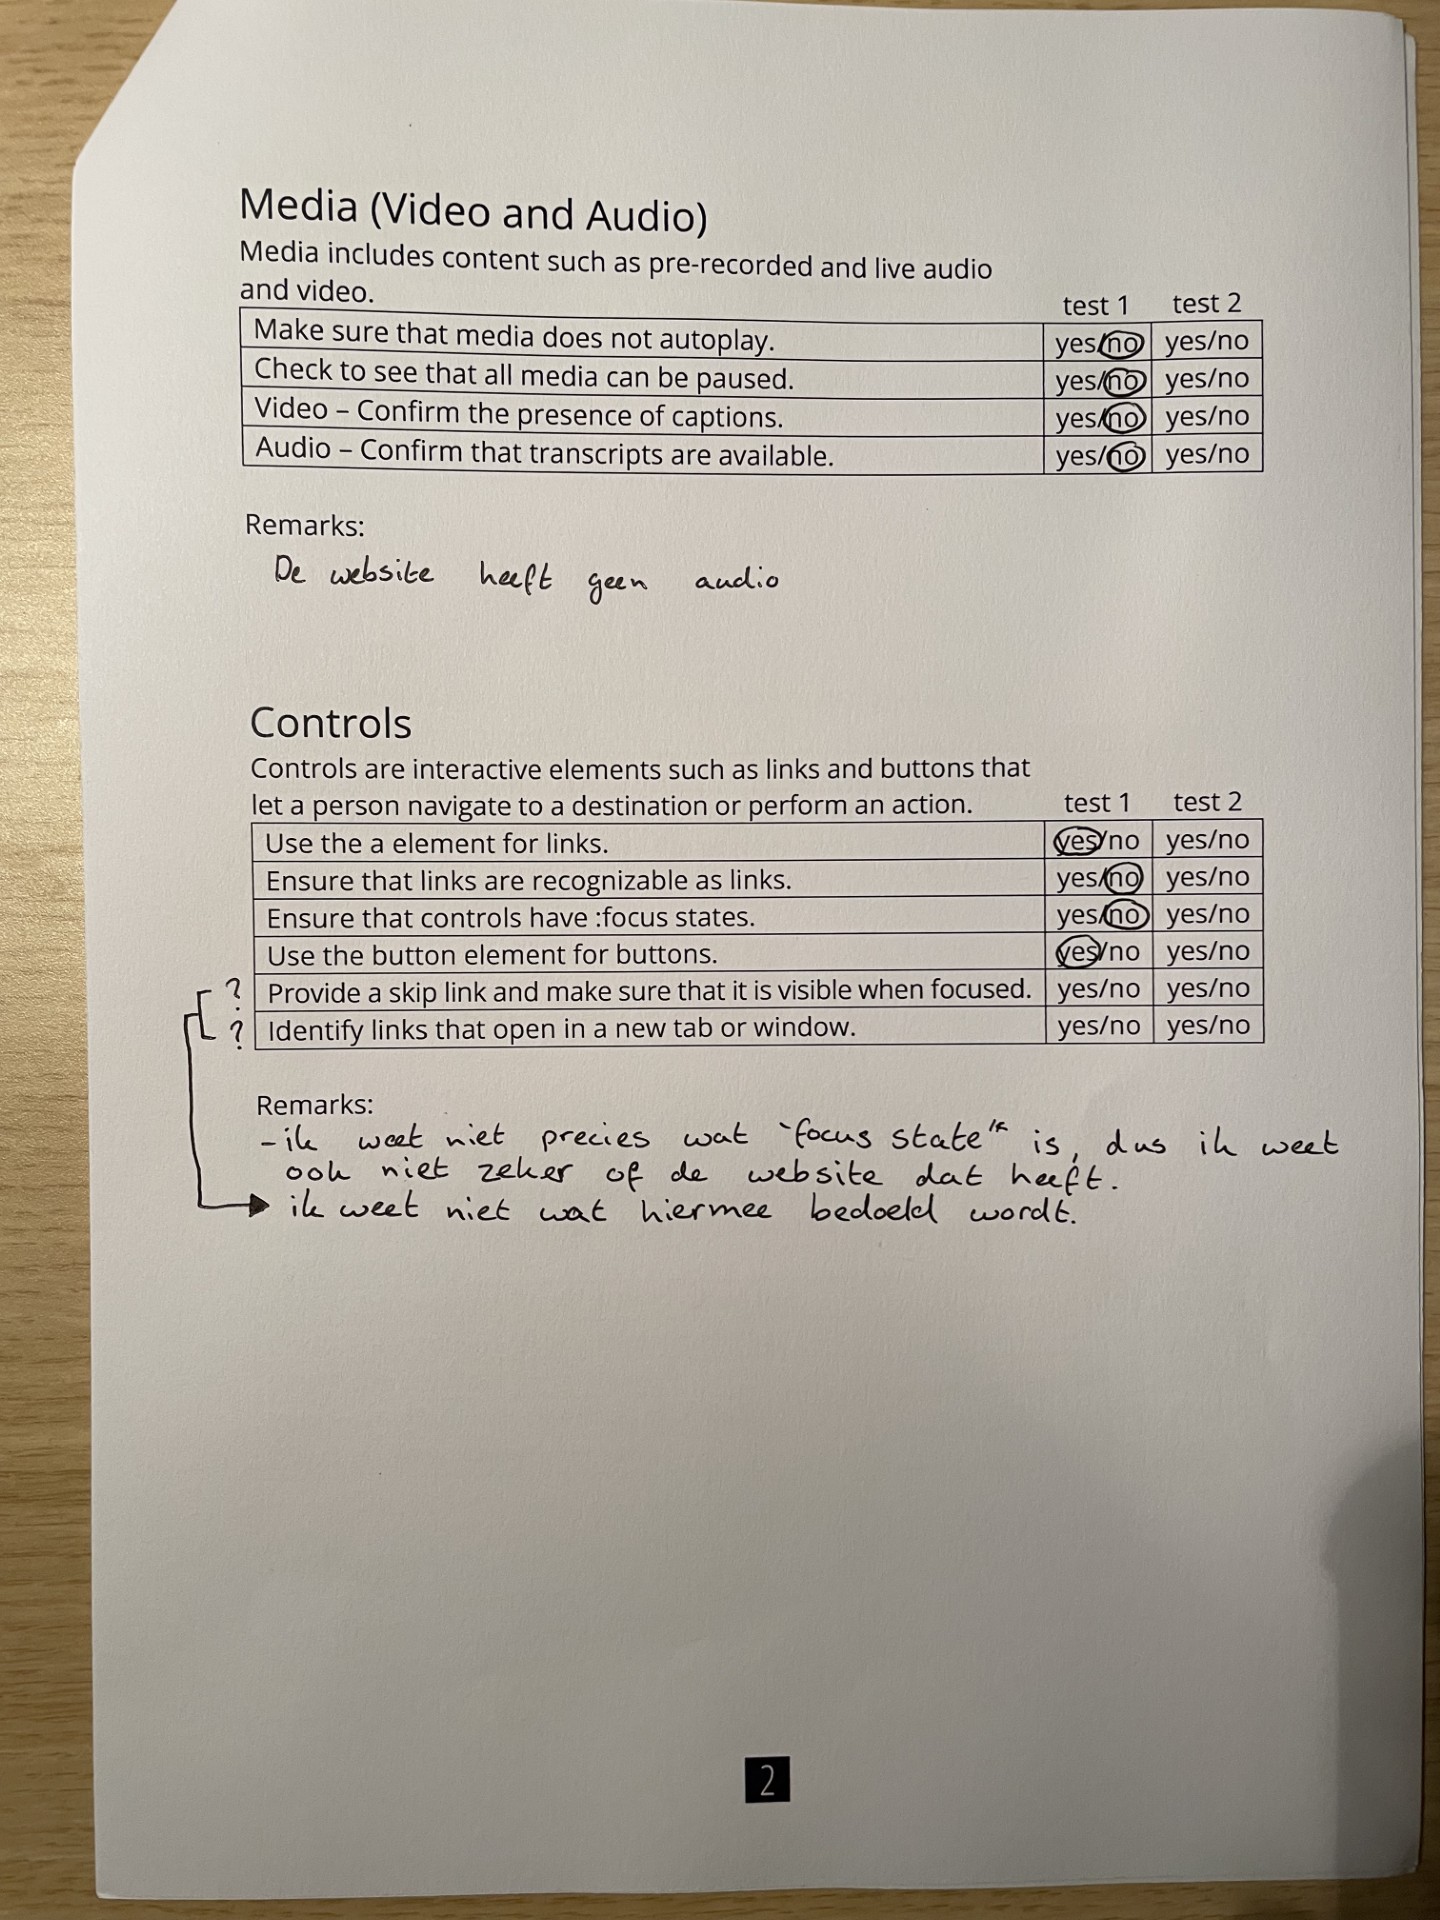 Media (Video and Audio)
Media includes content such as pre-recorded and live audio
and video. test 1 test 2
Make sure that media does not autoplay. yes/no yes/no
Check to see that all media can be paused. yes/no yes/no
Video – Confirm the presence of captions. yes/no yes/no
Audio – Confirm that transcripts are available. yes/no yes/no
Remarks:
De website heeft geen audio
Controls
Controls are interactive elements such as links and buttons that
let a person navigate to a destination or perform an action. test 1 test 2
Use the a element for links. yes/no yes/no
Ensure that links are recognizable as links. yes/no yes/no
Ensure that controls have :focus states. yes/no yes/no
Use the button element for buttons. yes/no yes/no
? Provide a skip link and make sure that it is visible when focused. yes/no yes/no
? Identify links that open in a new tab or window. yes/no yes/no
Remarks:
- ik weet niet precies wat "focus state" is, dus ik weet
ook niet zeker of de website dat heeft.
ik weet niet wat hiermee bedoeld wordt.
2